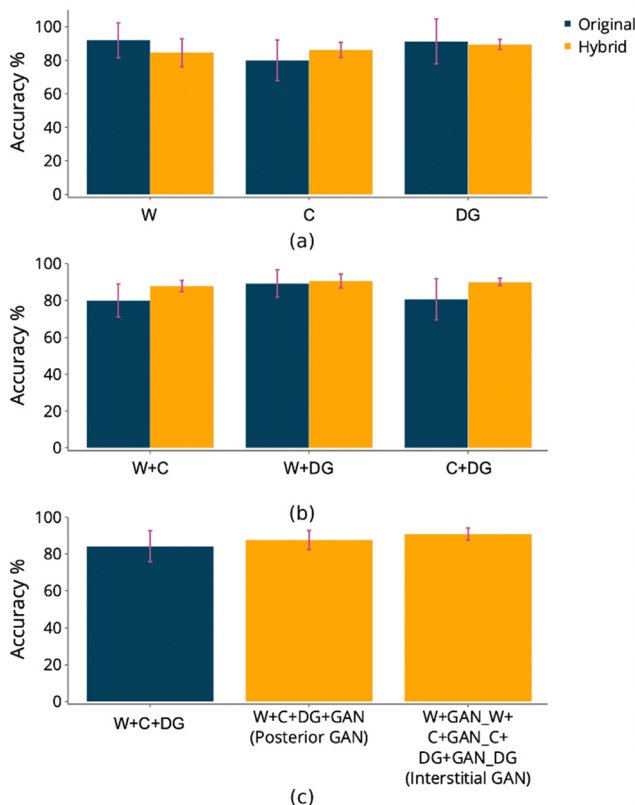 Original
Hybrid
Accuracy %
100
80
60
40
20
0
W C DG
(a)
Accuracy %
100
80
60
40
20
0
W+C W+DG C+DG
(b)
Accuracy %
100
80
60
40
20
0
W+C+DG
W+C+DG+GAN
(Posterior GAN)
W+GAN_W+
C+GAN_C+
DG+GAN_DG
(Interstitial GAN)
(c)